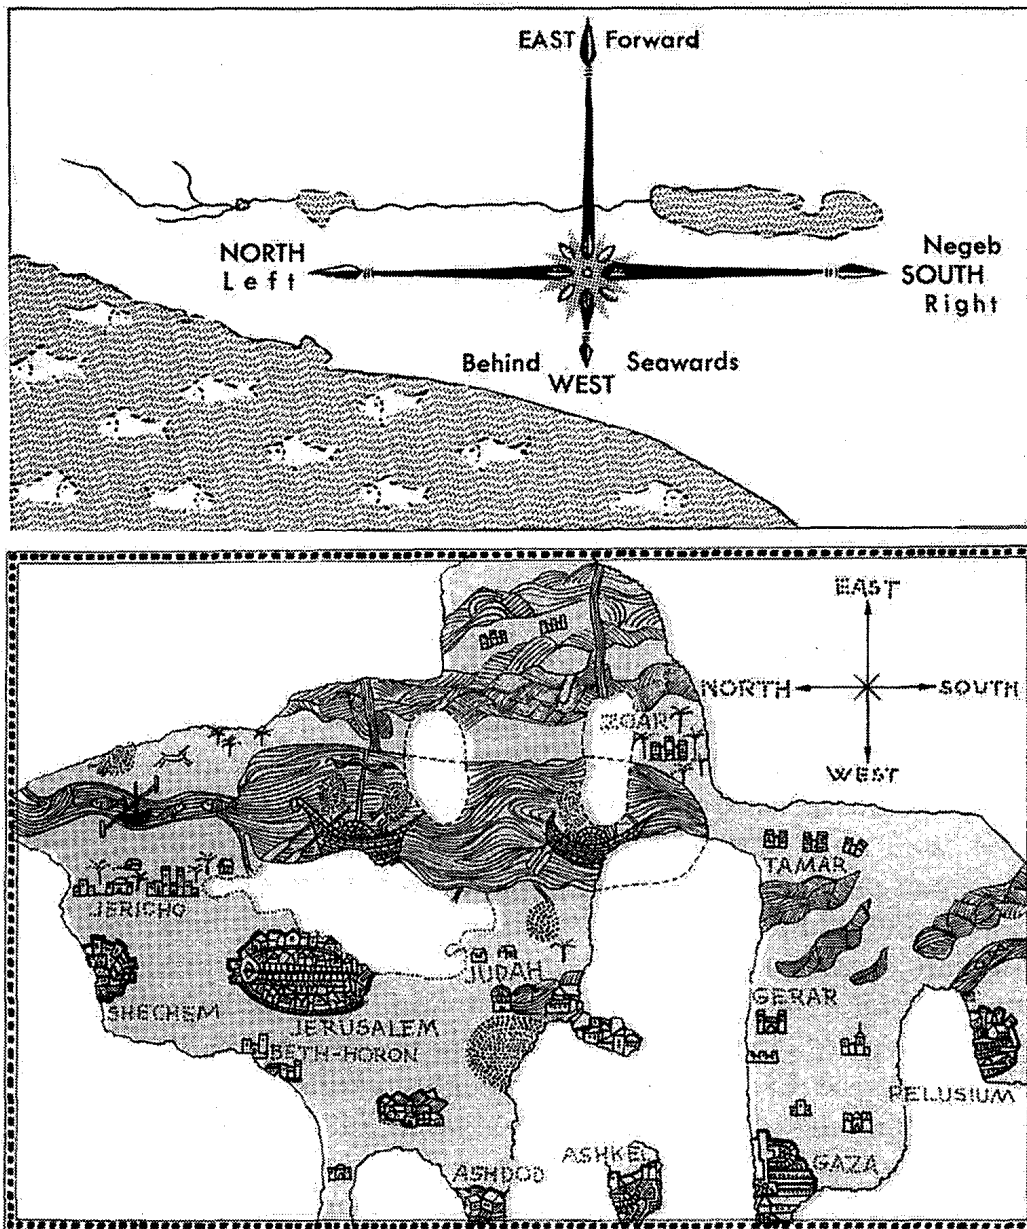 EAST Forward
NORTH
Left
Negeb
SOUTH
Right
Behind Seawards
WEST
EAST
NORTH SOUTH
WEST
ZOAR
TAMAR
JERICHO
JUDAH
SHECHEM
JERUSALEM
GERAR
BETH-HORON
PELUSIUM
ASHDOD
ASHKEL
GAZA